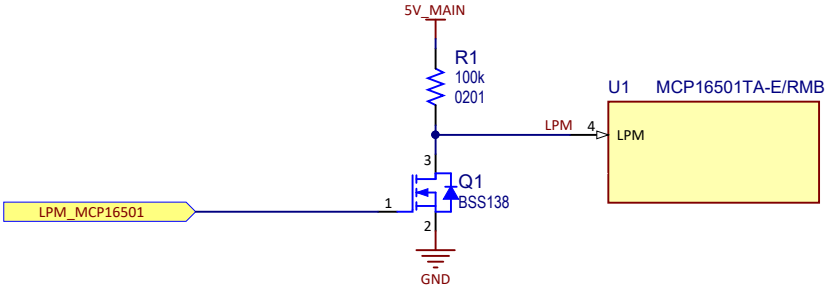 5V_MAIN
R1
100k
0201
U1 MCP16501TA-E/RMB
LPM 4 LPM
3
Q1
BSS138
LPM_MCP16501 1
2
GND